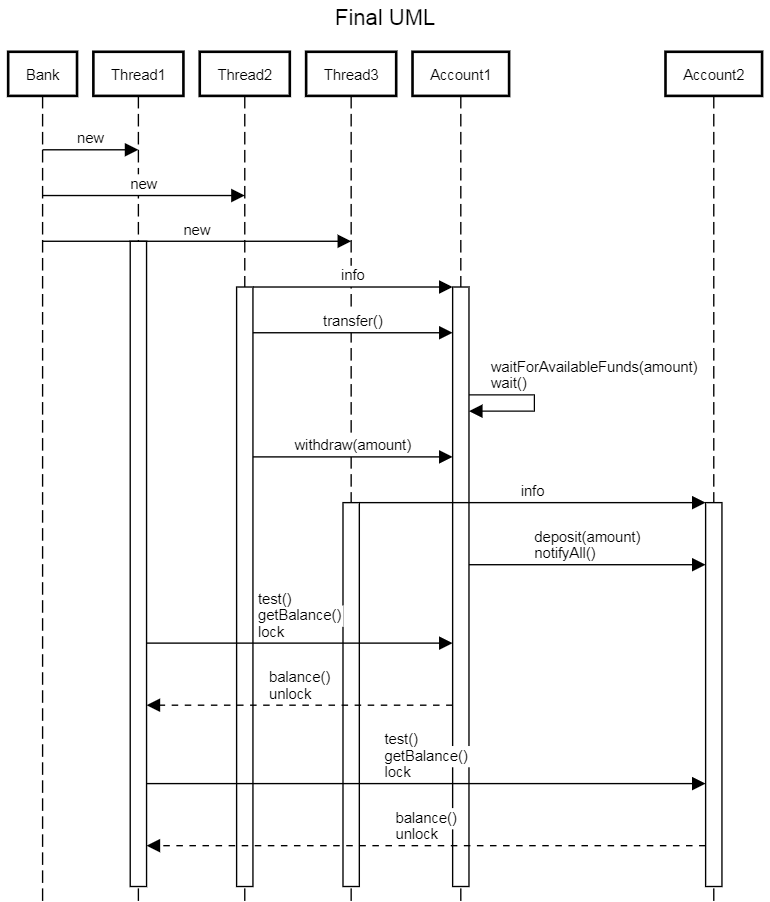 Final UML
Bank
Thread1
Thread2
Thread3
Account1
Account2
new
new
new
info
transfer()
waitForAvailableFunds(amount)
wait()
withdraw(amount)
info
deposit(amount)
notifyAll()
test()
getBalance()
lock
balance()
unlock
test()
getBalance()
lock
balance()
unlock